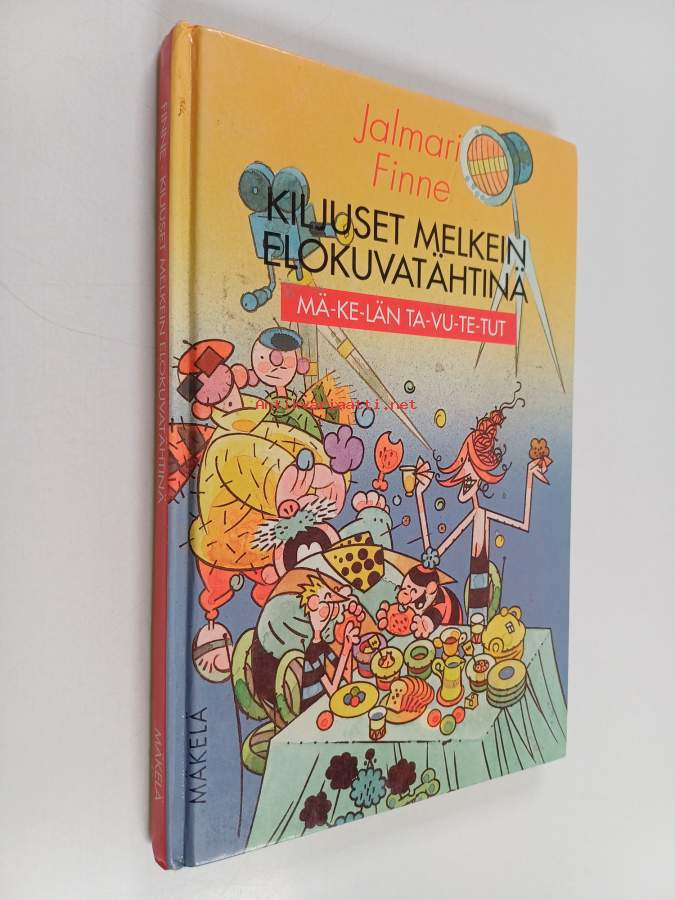 Jalmari
Finne
KILJUSET MELKEIN
ELOKUVATÄHTINÄ
MÄ-KE-LÄN TA-VU-TE-TUT
Antikvariaatti.net
MÄKELÄ
FINNE · KILJUSET MELKEIN ELOKUVATÄHTINÄ
MÄKELÄ